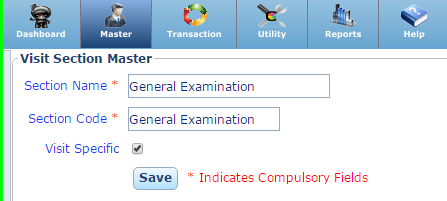 Dashboard Master Transaction Utility Reports Help
Visit Section Master
Section Name * General Examination
Section Code * General Examination
Visit Specific
Save * Indicates Compulsory Fields